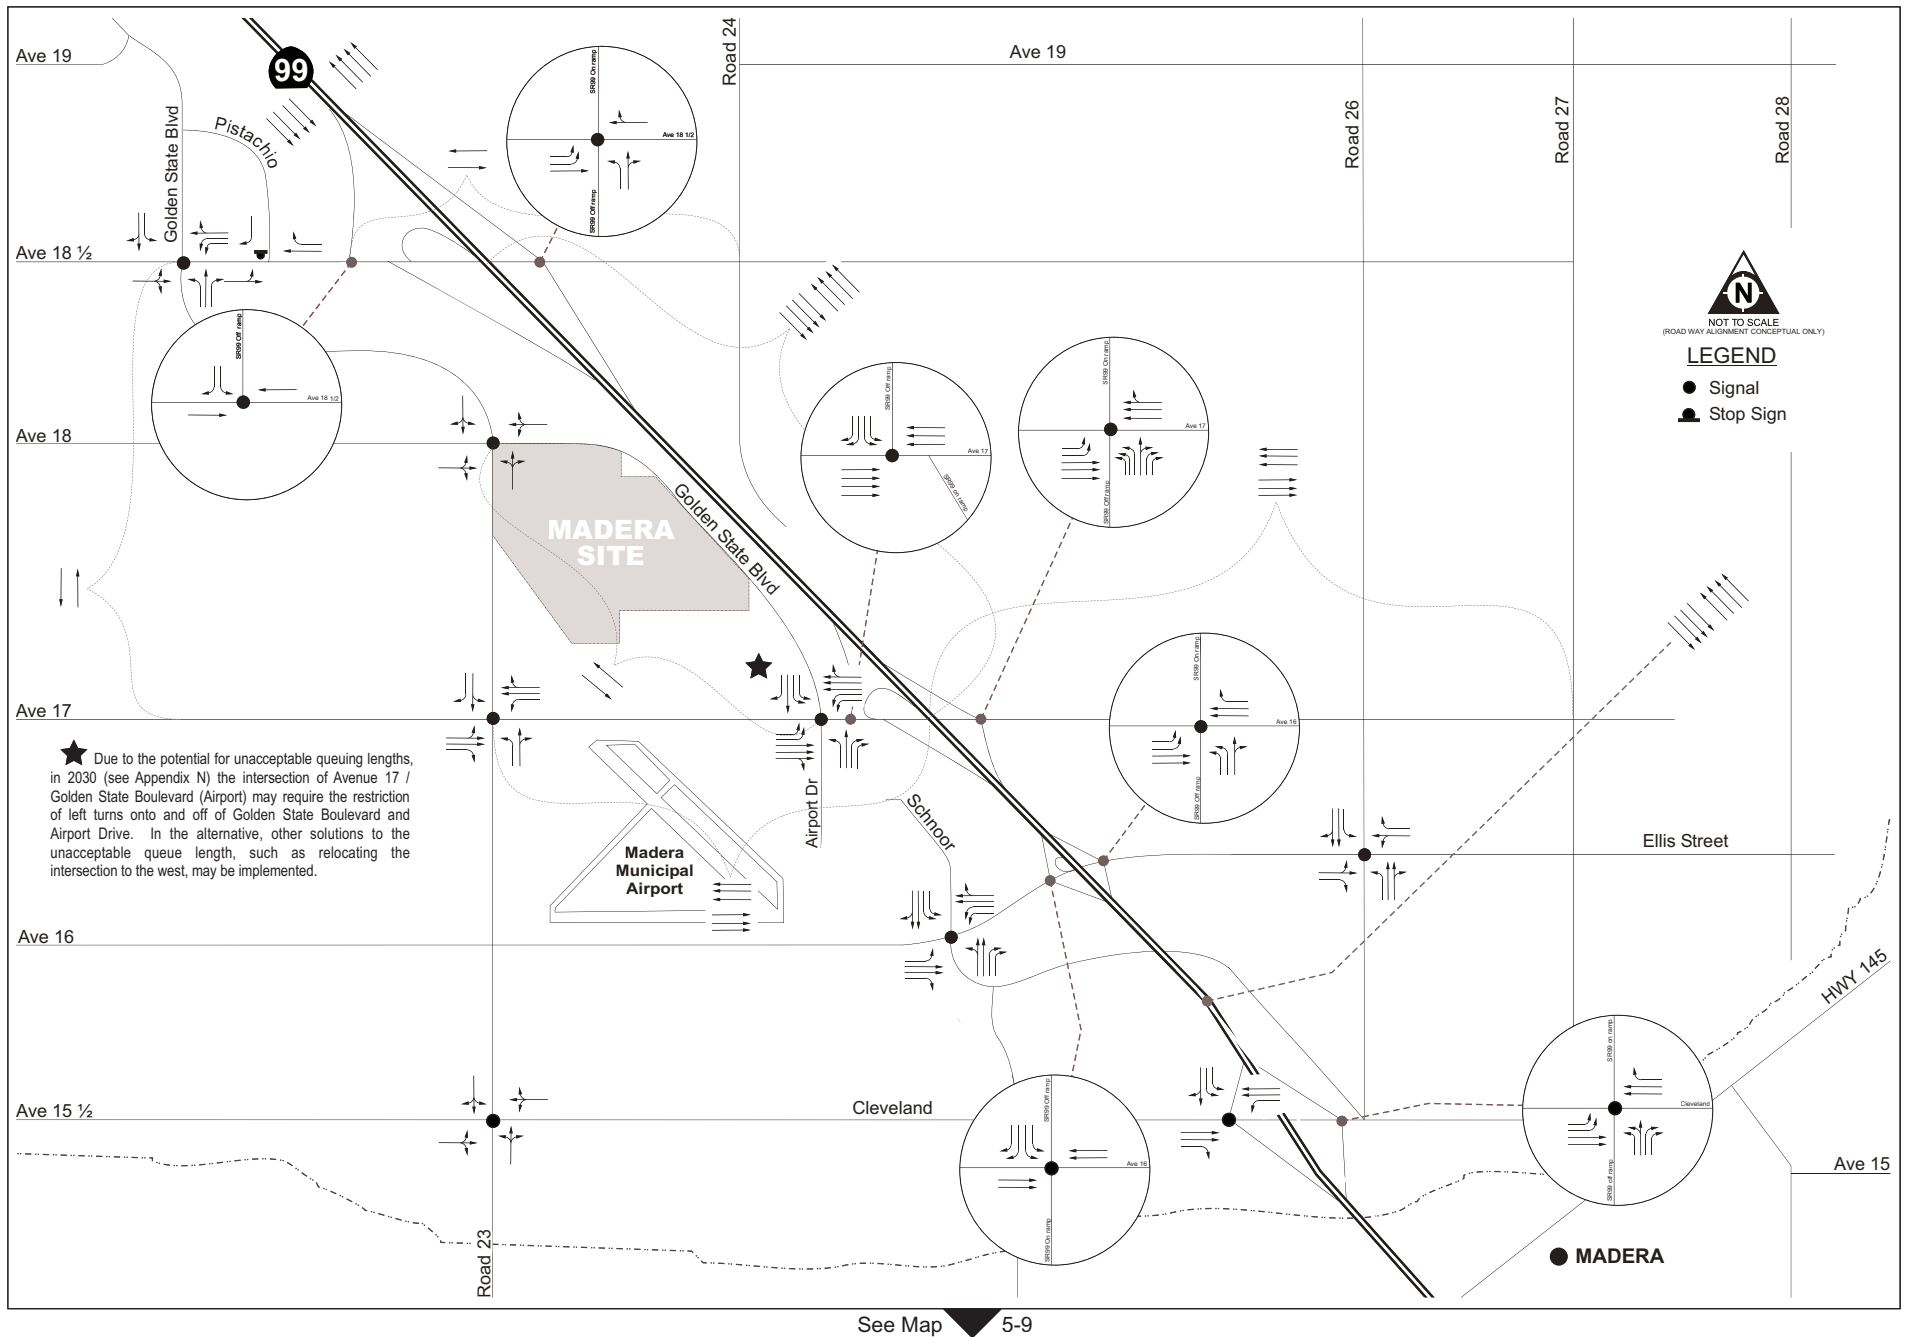 Ave 19
99
Road 24
Ave 19
Road 26
Road 27
Road 28
Golden State Blvd
Pistachio
SR99 On ramp
Ave 18 1/2
SR99 Off ramp
Ave 18 ½
N
NOT TO SCALE
(ROAD WAY ALIGNMENT CONCEPTUAL ONLY)
LEGEND
Signal
Stop Sign
SR99 Off ramp
Ave 18 1/2
Ave 18
SR99 Off ramp
Ave 17
SR99 on ramp
SR99 On ramp
Ave 17
SR99 Off ramp
MADERA
SITE
Golden State Blvd
Ave 17
SR99 On ramp
Ave 16
SR99 Off ramp
Due to the potential for unacceptable queuing lengths,
in 2030 (see Appendix N) the intersection of Avenue 17 /
Golden State Boulevard (Airport) may require the restriction
of left turns onto and off of Golden State Boulevard and
Airport Drive. In the alternative, other solutions to the
unacceptable queue length, such as relocating the
intersection to the west, may be implemented.
Airport Dr
Schnoor
Madera
Municipal
Airport
Ellis Street
Ave 16
HWY 145
Ave 15 ½
Cleveland
SR99 Off ramp
Ave 16
SR99 On ramp
SR99 on ramp
Cleveland
SR99 off ramp
Ave 15
Road 23
MADERA
See Map 5-9